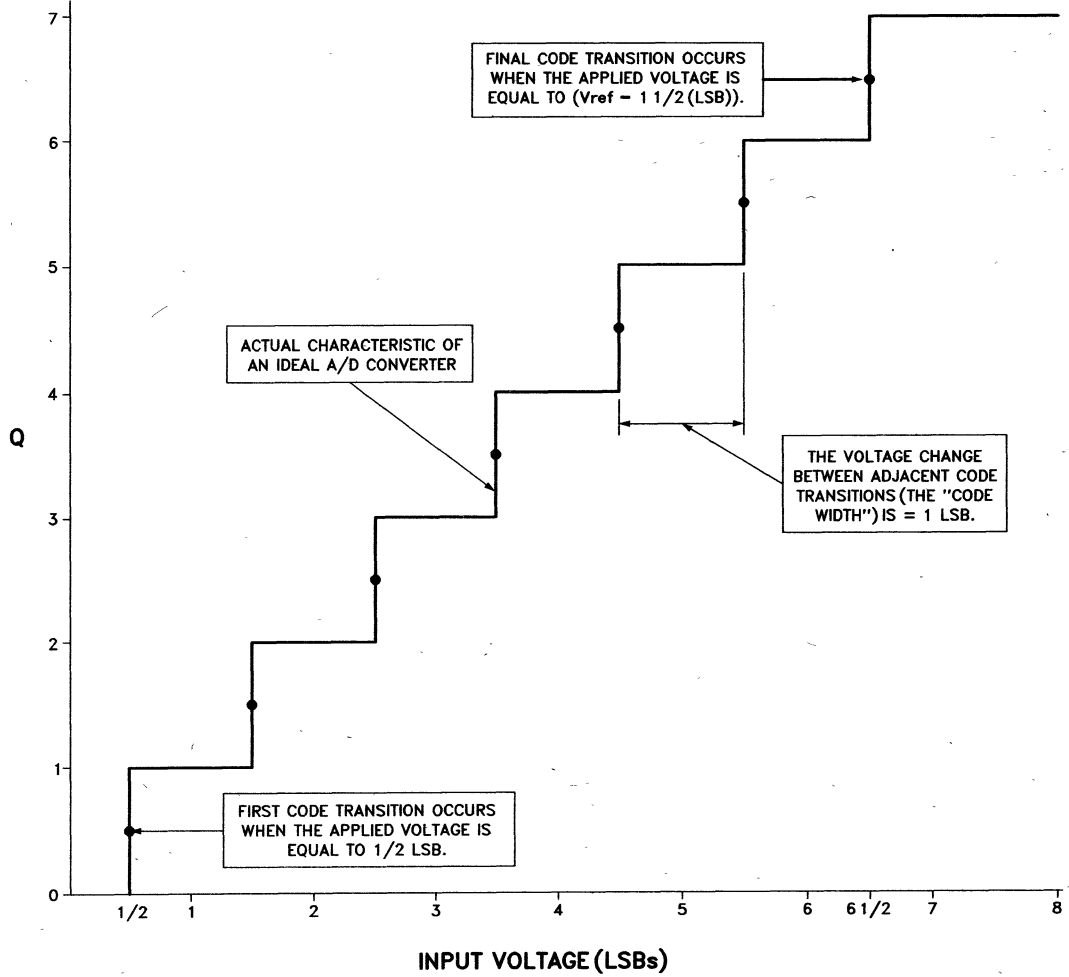 7
FINAL CODE TRANSITION OCCURS
WHEN THE APPLIED VOLTAGE IS
EQUAL TO (Vref - 1 1/2 (LSB)).
6
5
ACTUAL CHARACTERISTIC OF
AN IDEAL A/D CONVERTER
4
Q
THE VOLTAGE CHANGE
BETWEEN ADJACENT CODE
TRANSITIONS (THE "CODE
WIDTH") IS = 1 LSB.
3
2
1
FIRST CODE TRANSITION OCCURS
WHEN THE APPLIED VOLTAGE IS
EQUAL TO 1/2 LSB.
0
1/2 1 2 3 4 5 6 6 1/2 7 8
INPUT VOLTAGE (LSBs)